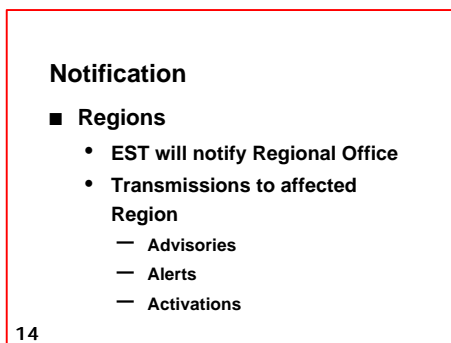 Notification
■ Regions
• EST will notify Regional Office
• Transmissions to affected
Region
— Advisories
— Alerts
— Activations
14